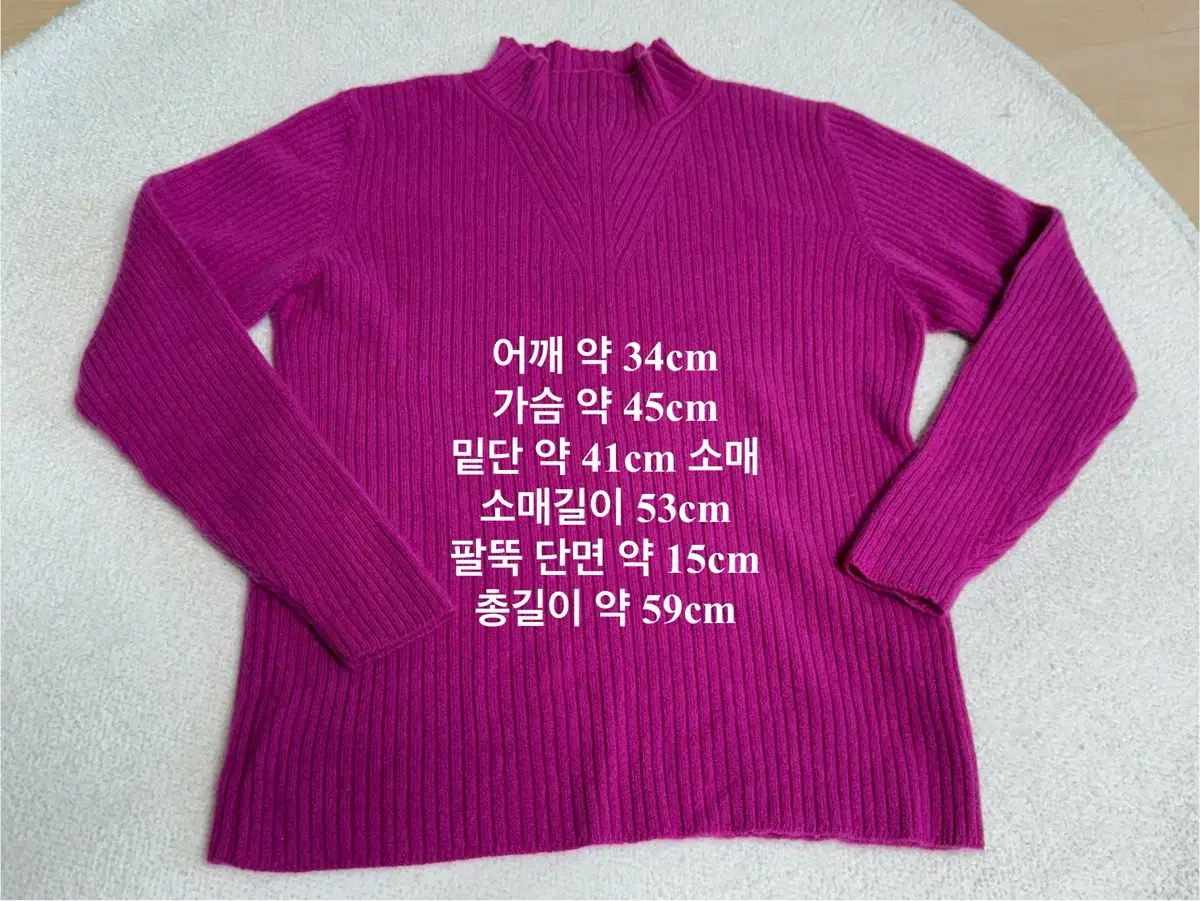 어깨 약 34cm
가슴 약 45cm
밑단 약 41cm 소매
소매길이 53cm
팔뚝 단면 약 15cm
총길이 약 59cm